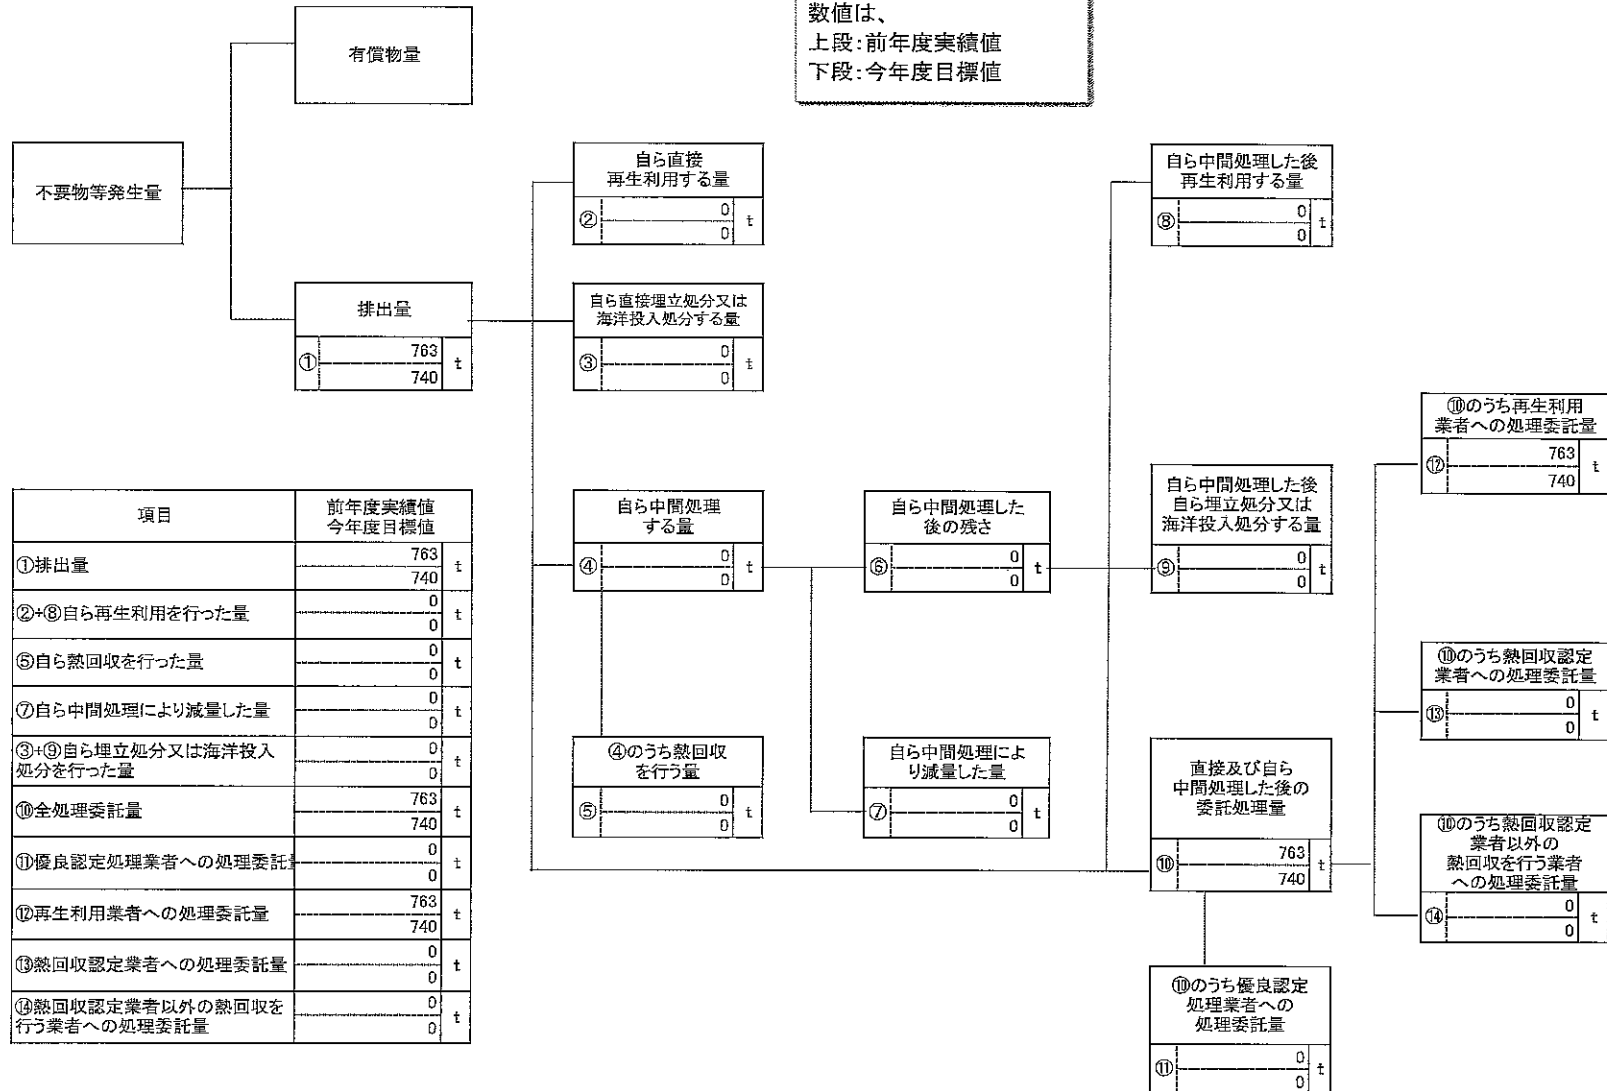 数値は、
上段:前年度実績値
下段:今年度目標値
有償物量
不要物等発生量
排出量
①
763
740
t
自ら直接
再生利用する量
②
0
0
t
自ら直接埋立処分又は
海洋投入処分する量
③
0
0
t
自ら中間処理
する量
④
0
0
t
④のうち熱回収
を行う量
⑤
0
0
t
自ら中間処理した
後の残さ
⑥
0
0
t
自ら中間処理によ
り減量した量
⑦
0
0
t
自ら中間処理した後
再生利用する量
⑧
0
0
t
自ら中間処理した後
自ら埋立処分又は
海洋投入処分する量
⑨
0
0
t
直接及び自ら
中間処理した後の
委託処理量
⑩
763
740
t
⑩のうち優良認定
処理業者への
処理委託量
⑪
0
0
t
⑩のうち再生利用
業者への処理委託量
⑫
763
740
t
⑩のうち熱回収認定
業者への処理委託量
⑬
0
0
t
⑩のうち熱回収認定
業者以外の
熱回収を行う業者
への処理委託量
⑭
0
0
t
項目
前年度実績値
今年度目標値
①排出量
763
740
t
②+⑧自ら再生利用を行った量
0
0
t
⑤自ら熱回収を行った量
0
0
t
⑦自ら中間処理により減量した量
0
0
t
③+⑨自ら埋立処分又は海洋投入
処分を行った量
0
0
t
⑩全処理委託量
763
740
t
⑪優良認定処理業者への処理委託
0
0
t
⑫再生利用業者への処理委託量
763
740
t
⑬熱回収認定業者への処理委託量
0
0
t
⑭熱回収認定業者以外の熱回収を
行う業者への処理委託量
0
0
t